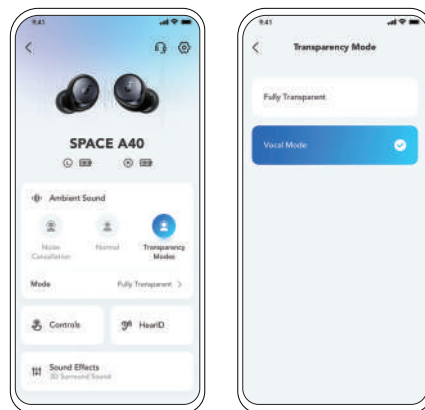 9:41
SPACE A40
L
R
Ambient Sound
Noise
Cancellation
Normal
Transparency
Modes
Mode
Fully Transparent
Controls
HearID
Sound Effects
3D Surround Sound
9:41
Transparency Mode
Fully Transparent
Vocal Mode